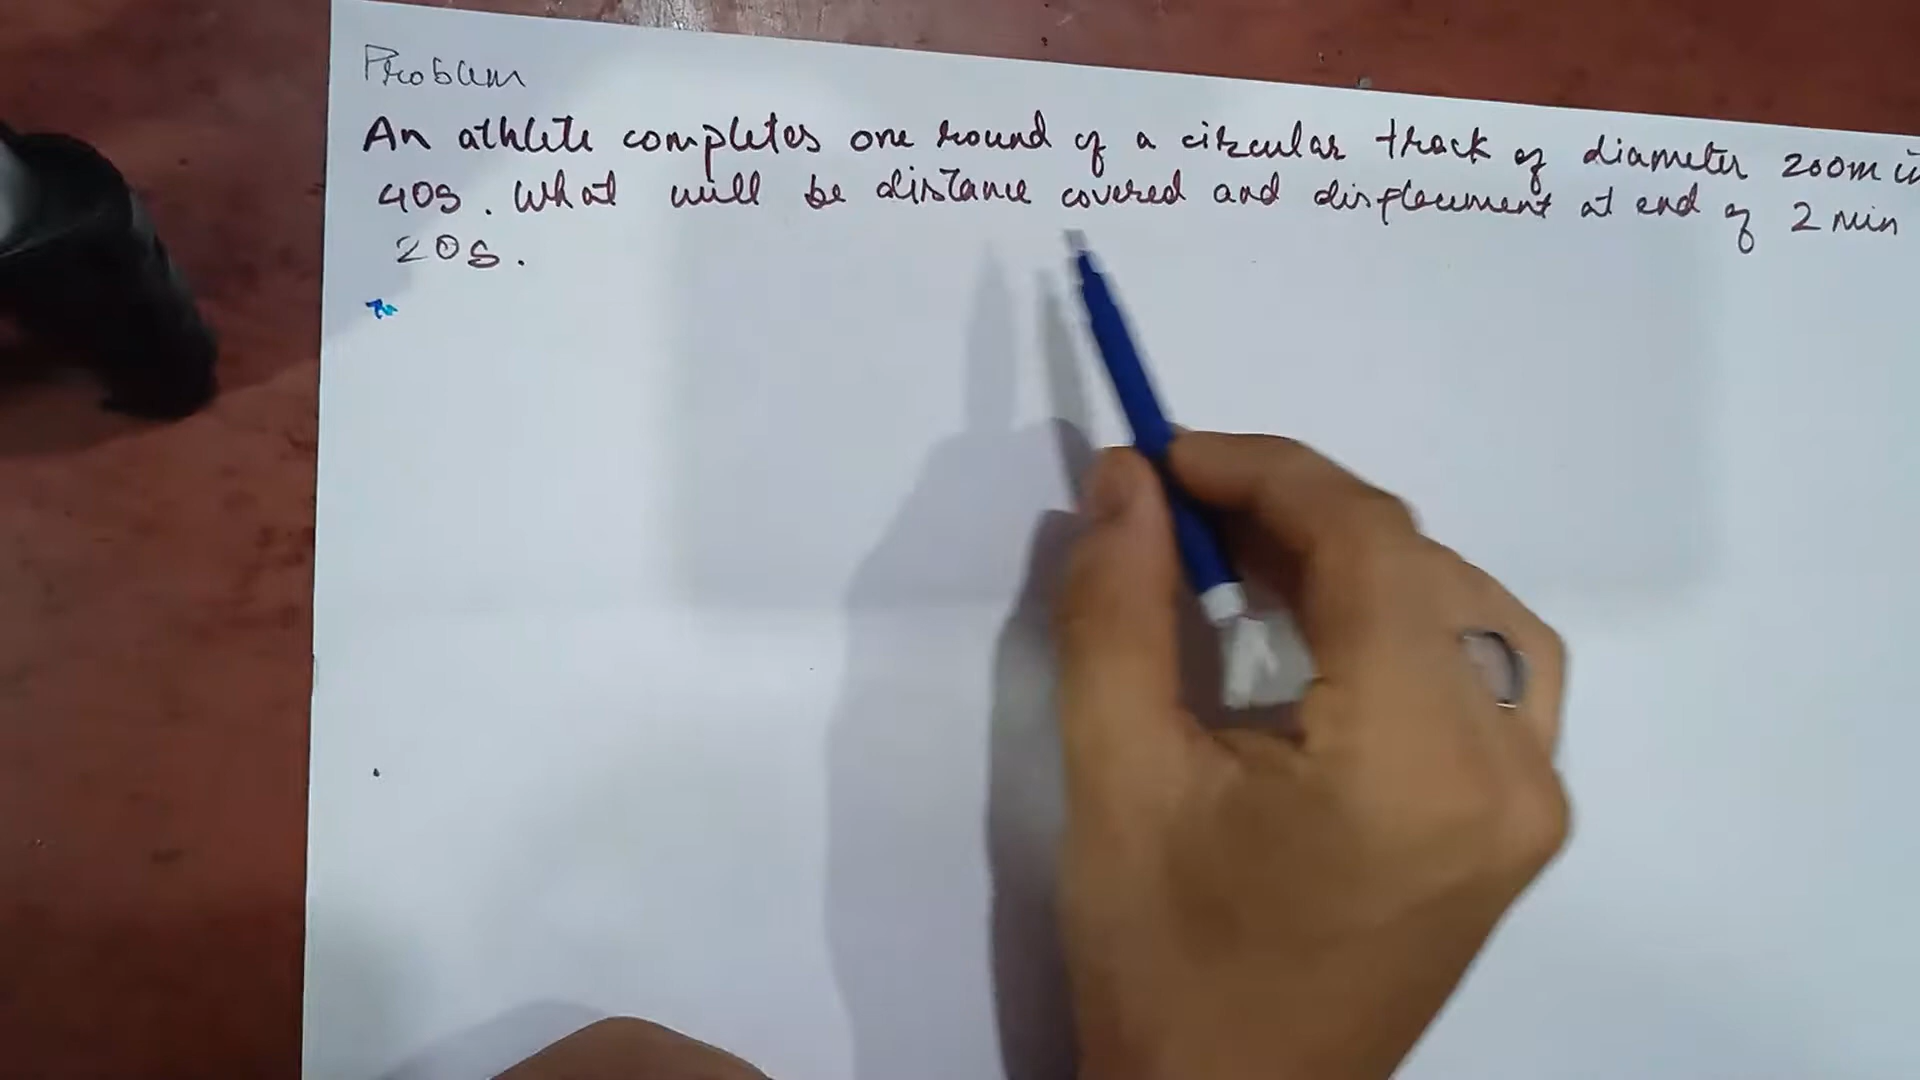 Problem
An athlete completes one round of a circular track of diameter 200m in
40s. What will be distance covered and displacement at end of 2 min
20s.